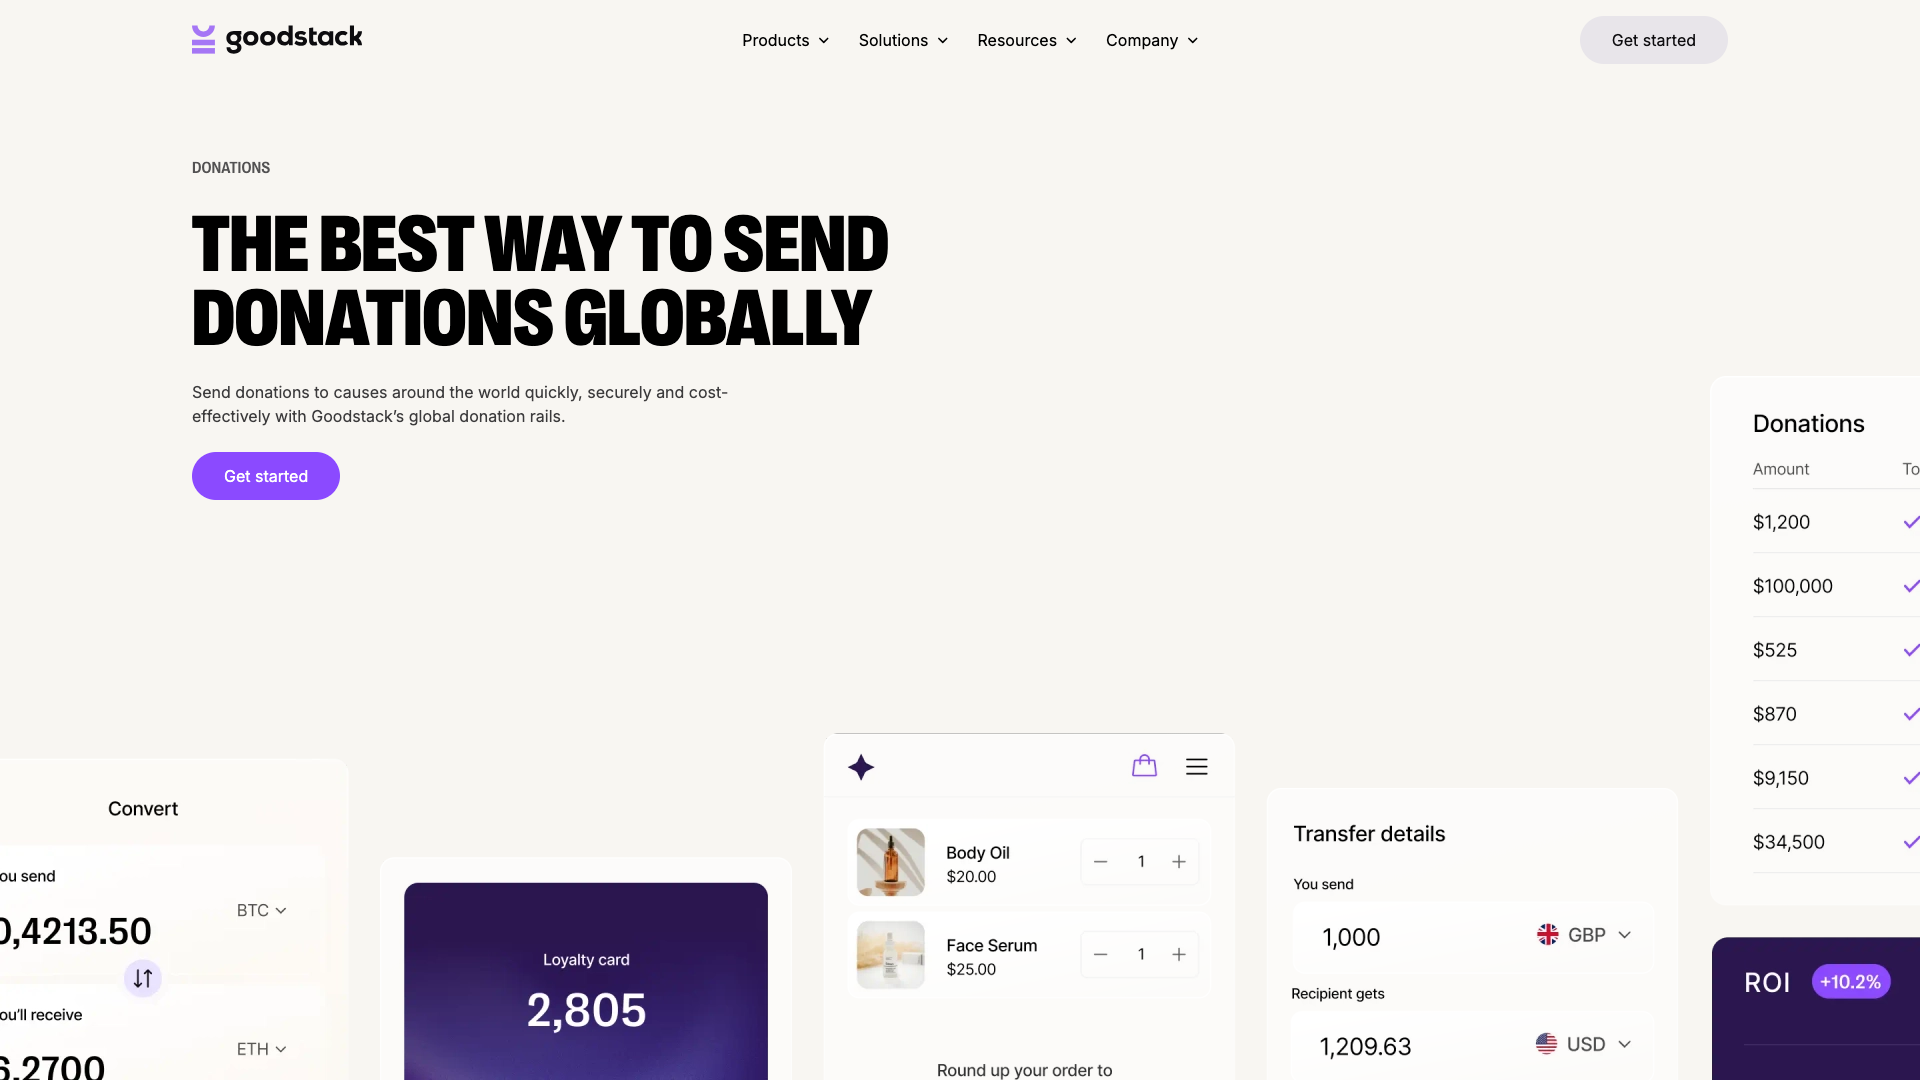 goodstack
Products
Solutions
Resources
Company
Get started
DONATIONS
THE BEST WAY TO SEND
DONATIONS GLOBALLY
Send donations to causes around the world quickly, securely and cost-
effectively with Goodstack’s global donation rails.
Get started
Convert
ou send
0,4213.50
BTC
ou’ll receive
6.2700
ETH
Loyalty card
2,805
Body Oil
$20.00
1
Face Serum
$25.00
1
Round up your order to
Transfer details
You send
1,000
GBP
Recipient gets
1,209.63
USD
Donations
Amount
To
$1,200
$100,000
$525
$870
$9,150
$34,500
ROI
+10.2%